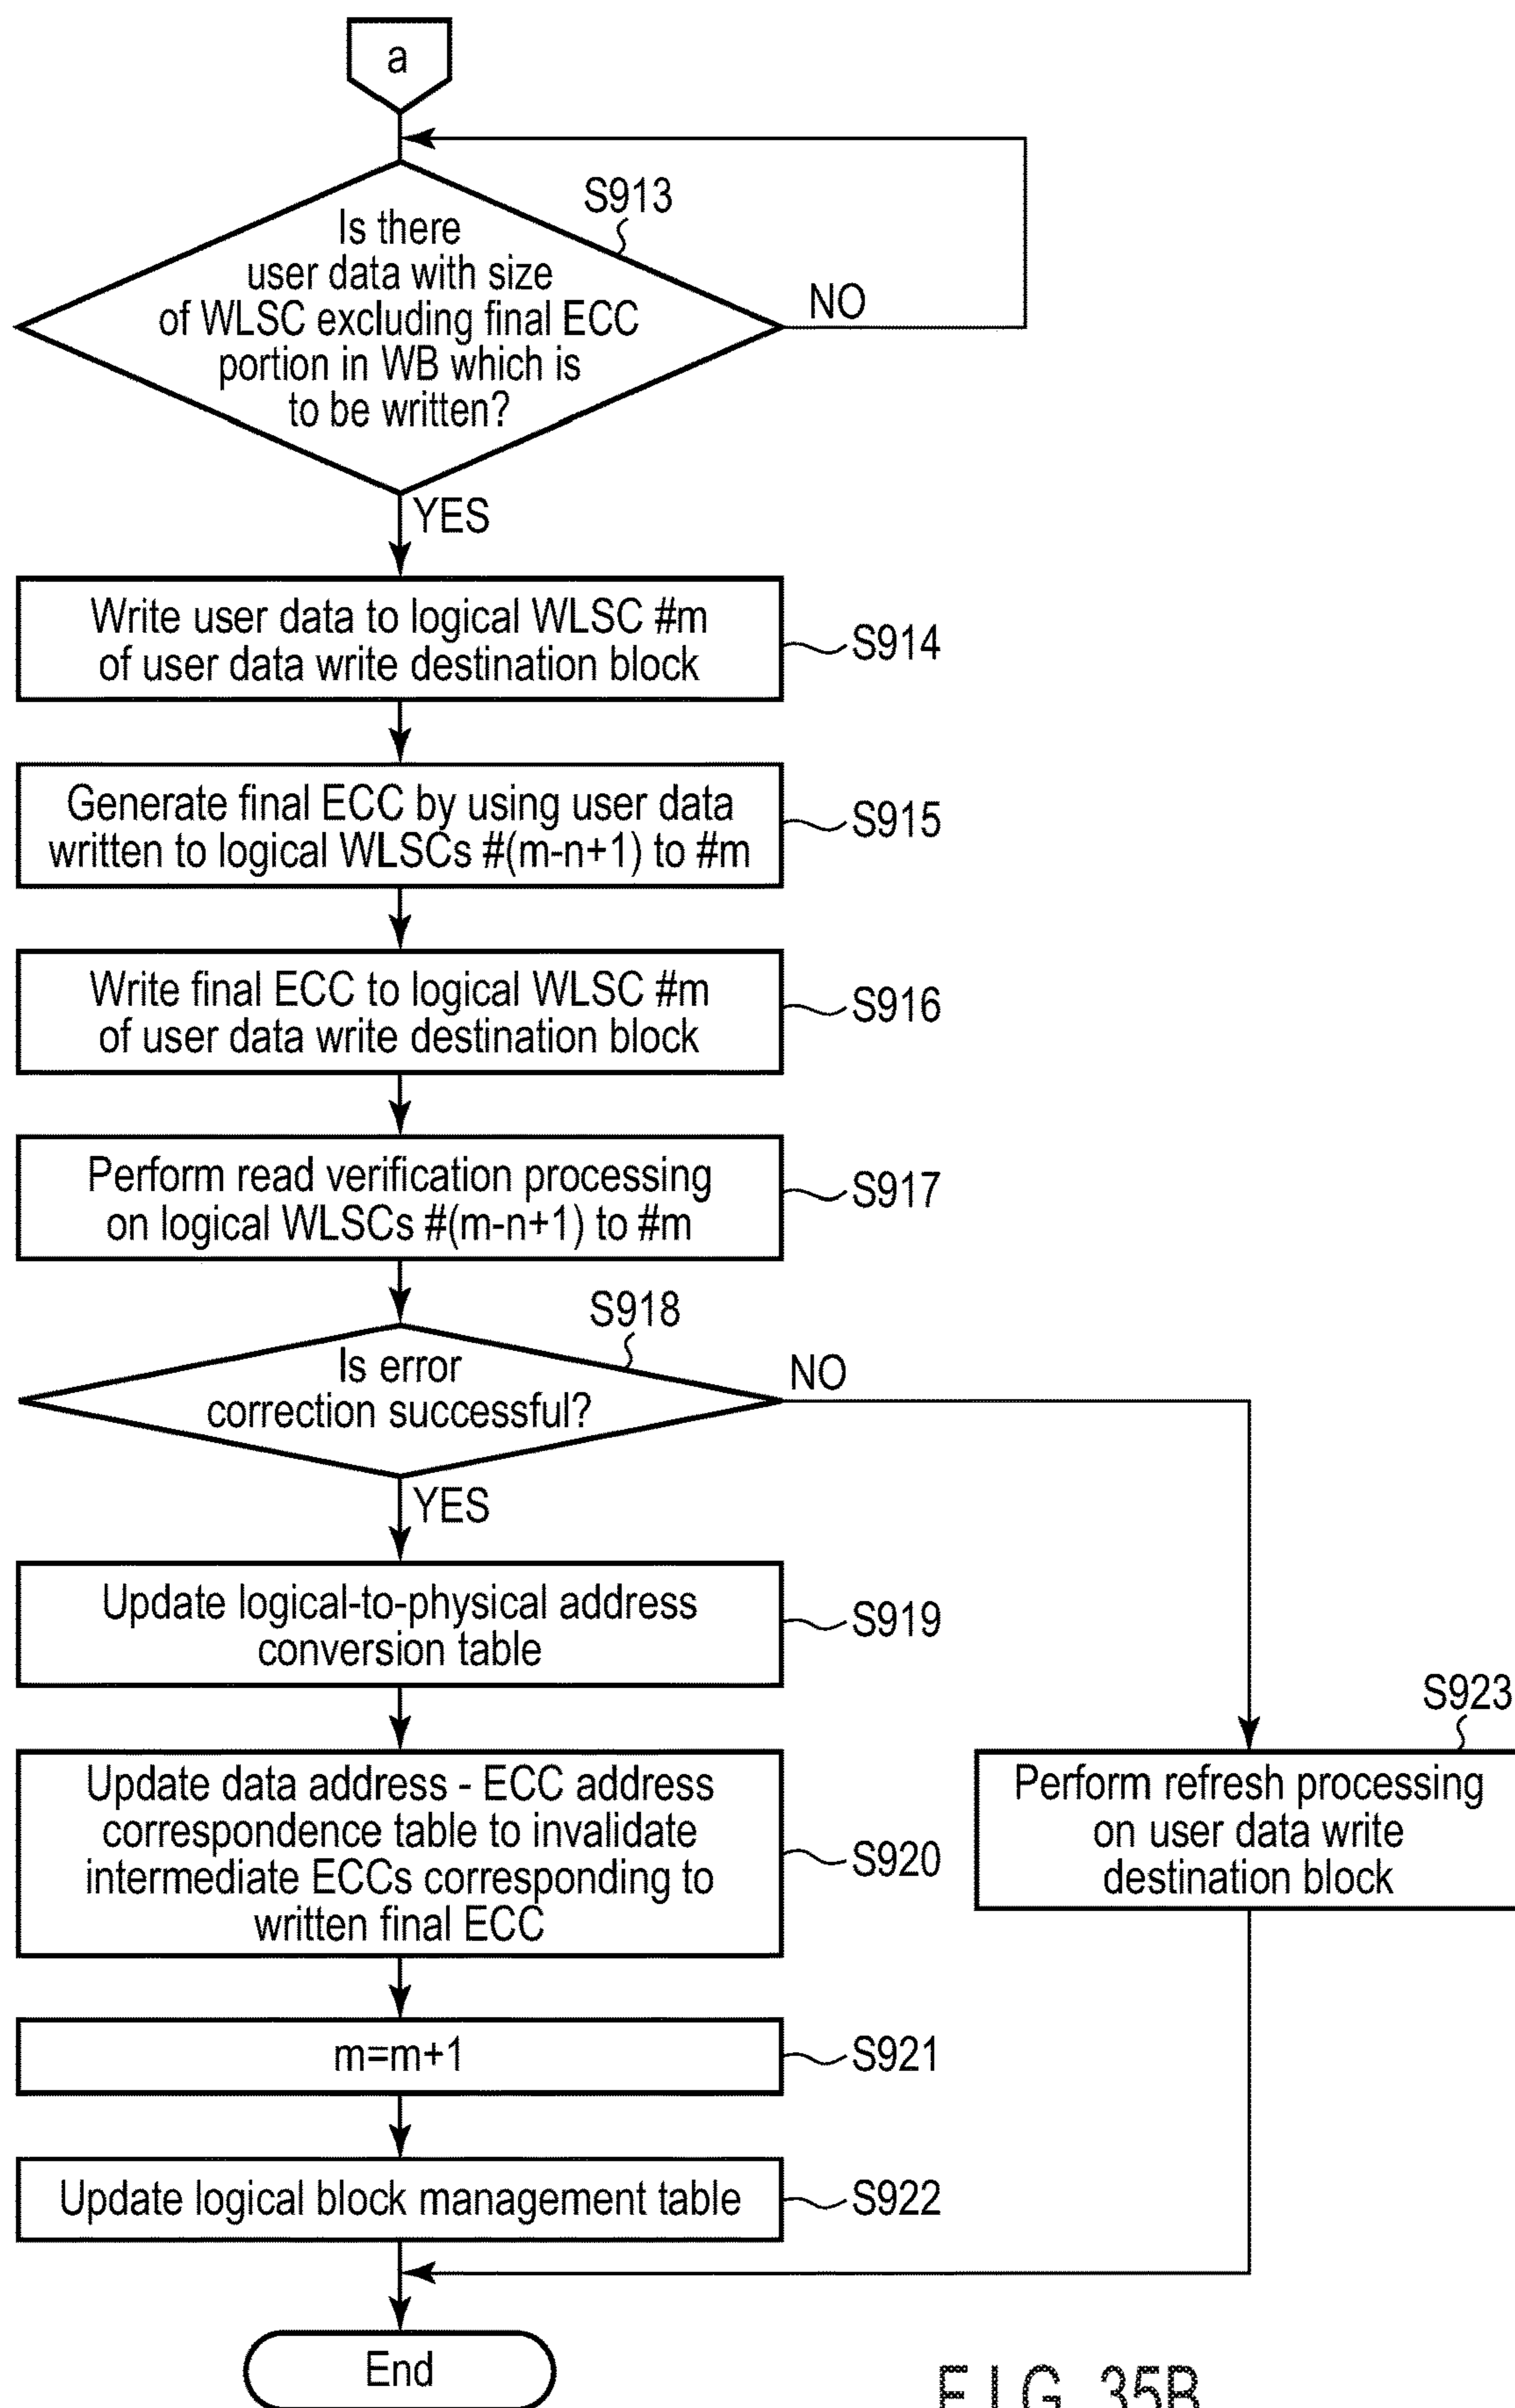 a
S913
Is there
user data with size
of WLSC excluding final ECC
portion in WB which is
to be written?
NO
YES
Write user data to logical WLSC #m
of user data write destination block
S914
Generate final ECC by using user data
written to logical WLSCs #(m-n+1) to #m
S915
Write final ECC to logical WLSC #m
of user data write destination block
S916
Perform read verification processing
on logical WLSCs #(m-n+1) to #m
S917
S918
Is error
correction successful?
NO
YES
Update logical-to-physical address
conversion table
S919
S923
Perform refresh processing
on user data write
destination block
Update data address - ECC address
correspondence table to invalidate
intermediate ECCs corresponding to
written final ECC
S920
m=m+1
S921
Update logical block management table
S922
End
FIG. 35B